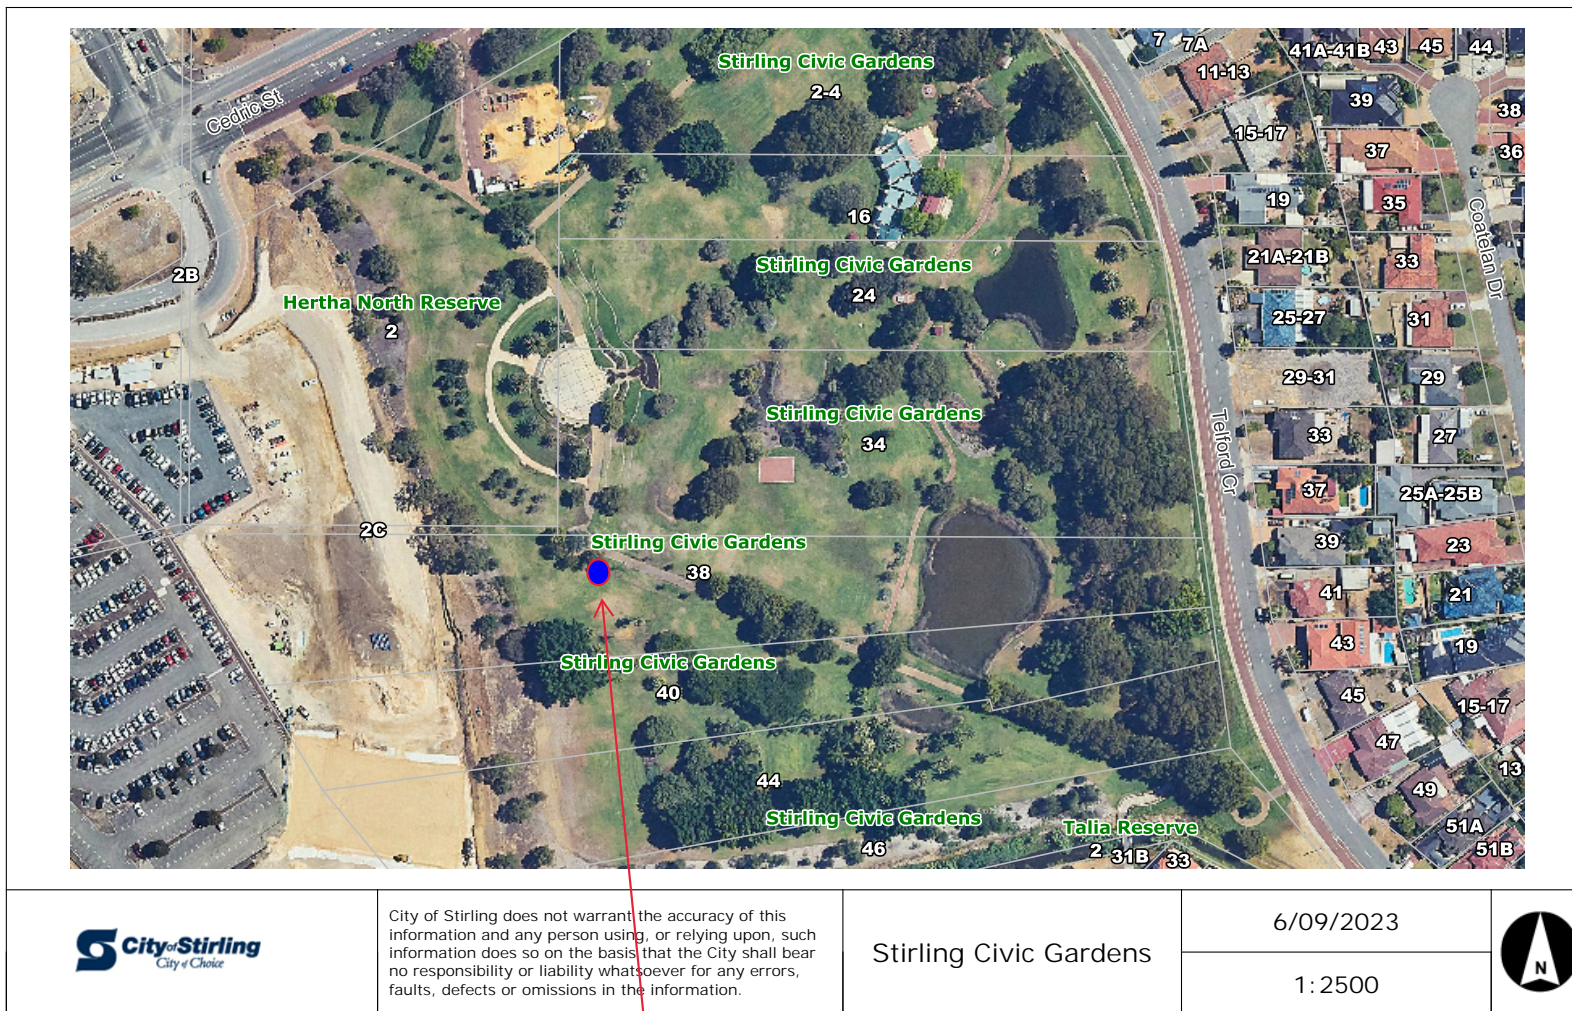 Stirling Civic Gardens
2-4
7
7A
11-13
41A-41B
43
45
44
Cedric St
39
38
15-17
37
36
16
19
35
Coatelan Dr
2B
Stirling Civic Gardens
24
21A-21B
33
Hertha North Reserve
2
25-27
31
29-31
29
Stirling Civic Gardens
34
Telford Cr
33
27
37
25A-25B
2C
Stirling Civic Gardens
38
39
23
41
21
43
19
Stirling Civic Gardens
40
45
15-17
47
13
44
49
Stirling Civic Gardens
46
Talia Reserve
2
31B
33
51A
51B
City of Stirling
City of Choice
City of Stirling does not warrant the accuracy of this
information and any person using, or relying upon, such
information does so on the basis that the City shall bear
no responsibility or liability whatsoever for any errors,
faults, defects or omissions in the information.
Stirling Civic Gardens
6/09/2023
1:2500
N